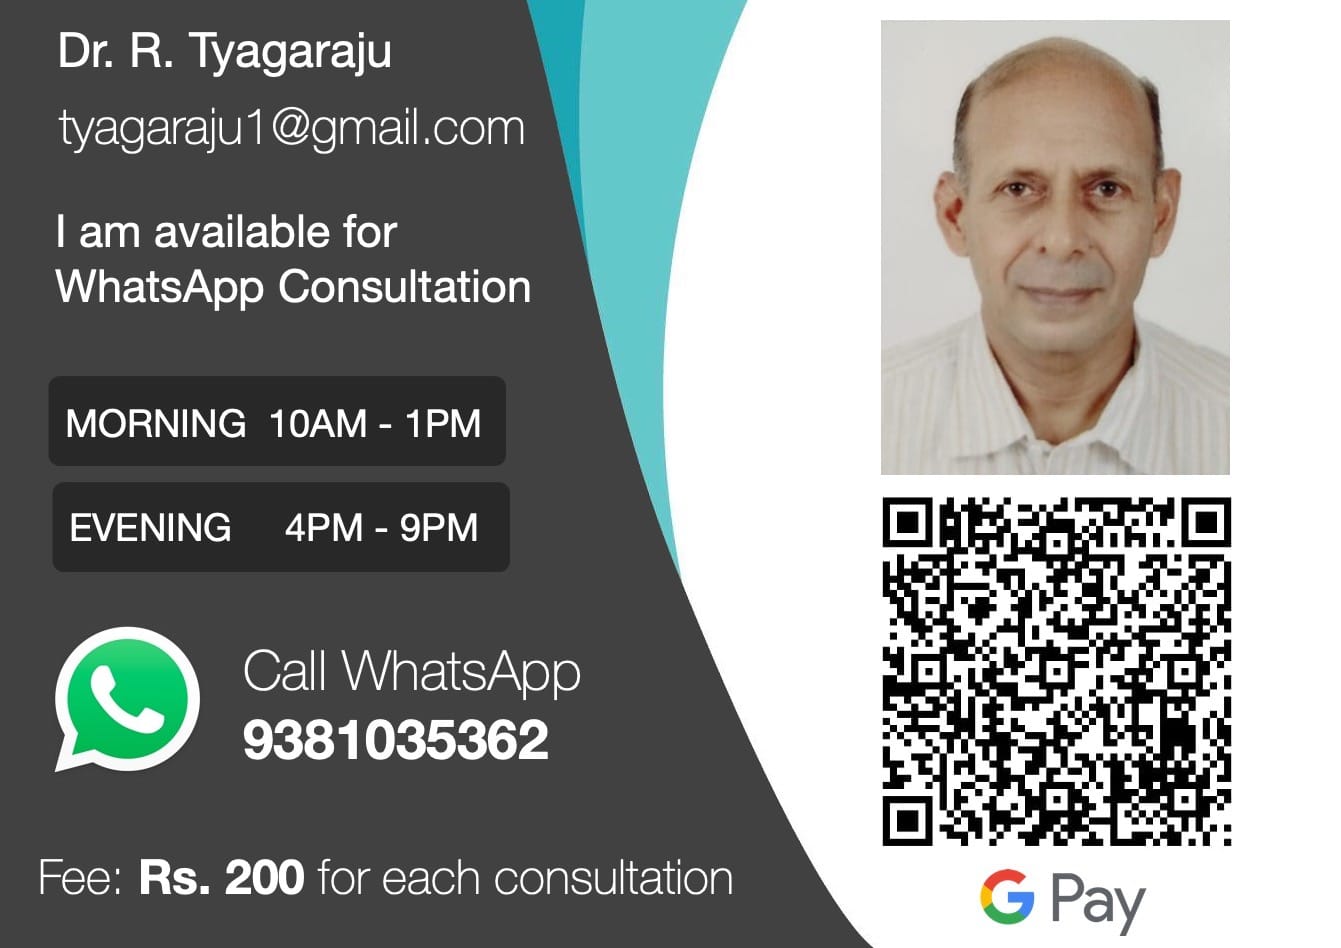 Dr. R. Tyagaraju
tyagaraju1@gmail.com
I am available for
WhatsApp Consultation
MORNING 10AM - 1PM
EVENING 4PM - 9PM
Call WhatsApp
9381035362
Fee: Rs. 200 for each consultation
G Pay